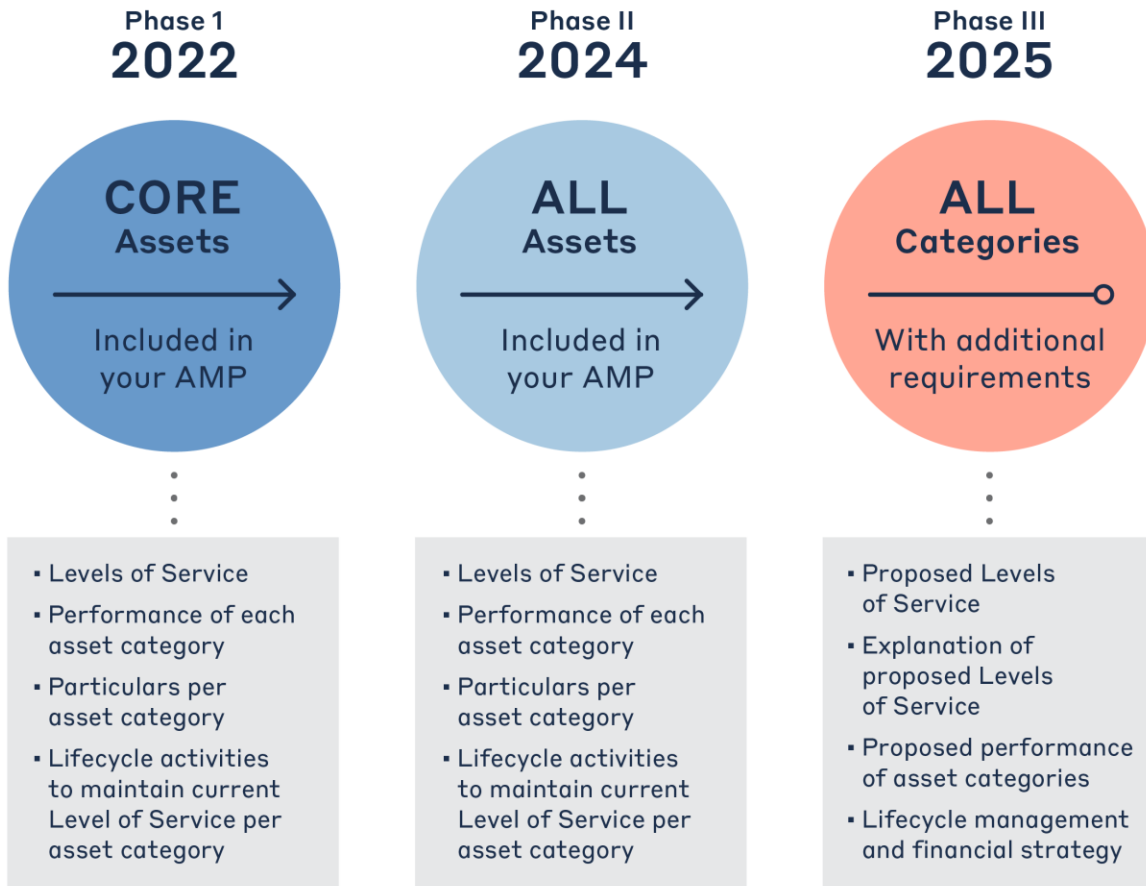 Phase 1
2022
CORE
Assets
Included in
your AMP
▪ Levels of Service
▪ Performance of each
asset category
▪ Particulars per
asset category
▪ Lifecycle activities
to maintain current
Level of Service per
asset category
Phase II
2024
ALL
Assets
Included in
your AMP
▪ Levels of Service
▪ Performance of each
asset category
▪ Particulars per
asset category
▪ Lifecycle activities
to maintain current
Level of Service per
asset category
Phase III
2025
ALL
Categories
With additional
requirements
▪ Proposed Levels
of Service
▪ Explanation of
proposed Levels
of Service
▪ Proposed performance
of asset categories
▪ Lifecycle management
and financial strategy